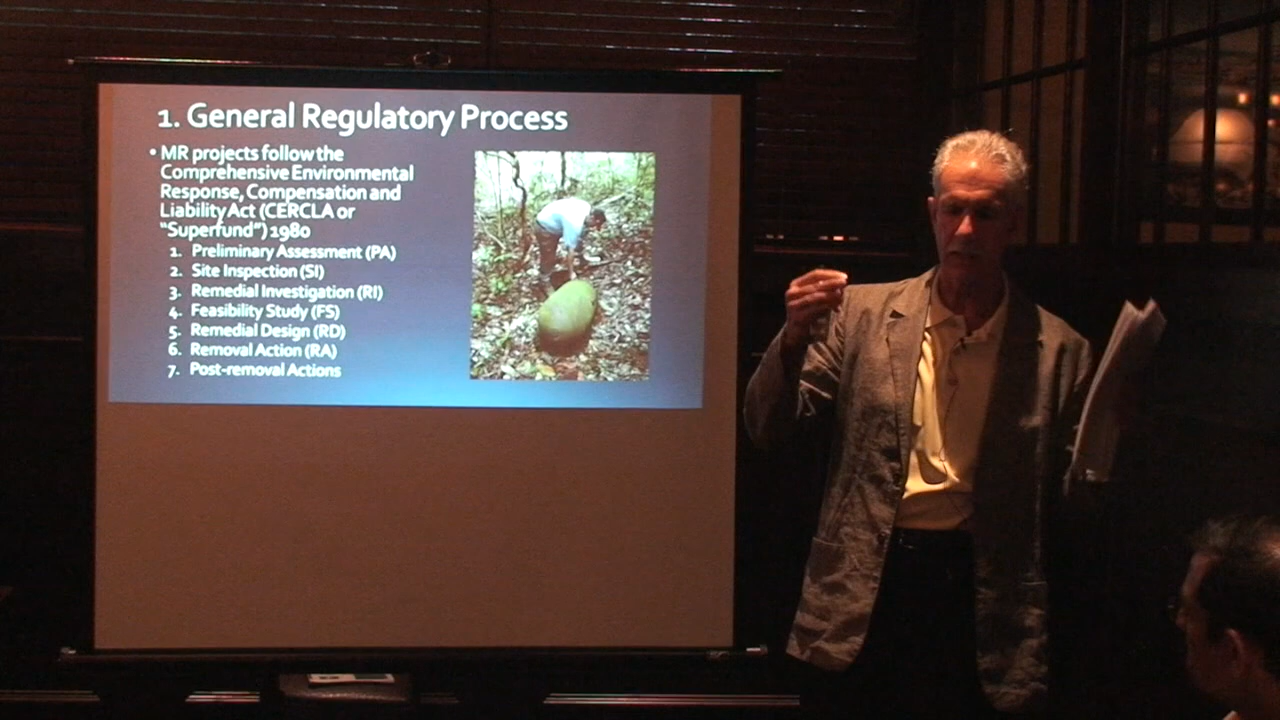 1. General Regulatory Process
• MR projects follow the
Comprehensive Environmental
Response, Compensation and
Liability Act (CERCLA or
"Superfund") 1980
1. Preliminary Assessment (PA)
2. Site Inspection (SI)
3. Remedial Investigation (RI)
4. Feasibility Study (FS)
5. Remedial Design (RD)
6. Removal Action (RA)
7. Post-removal Actions